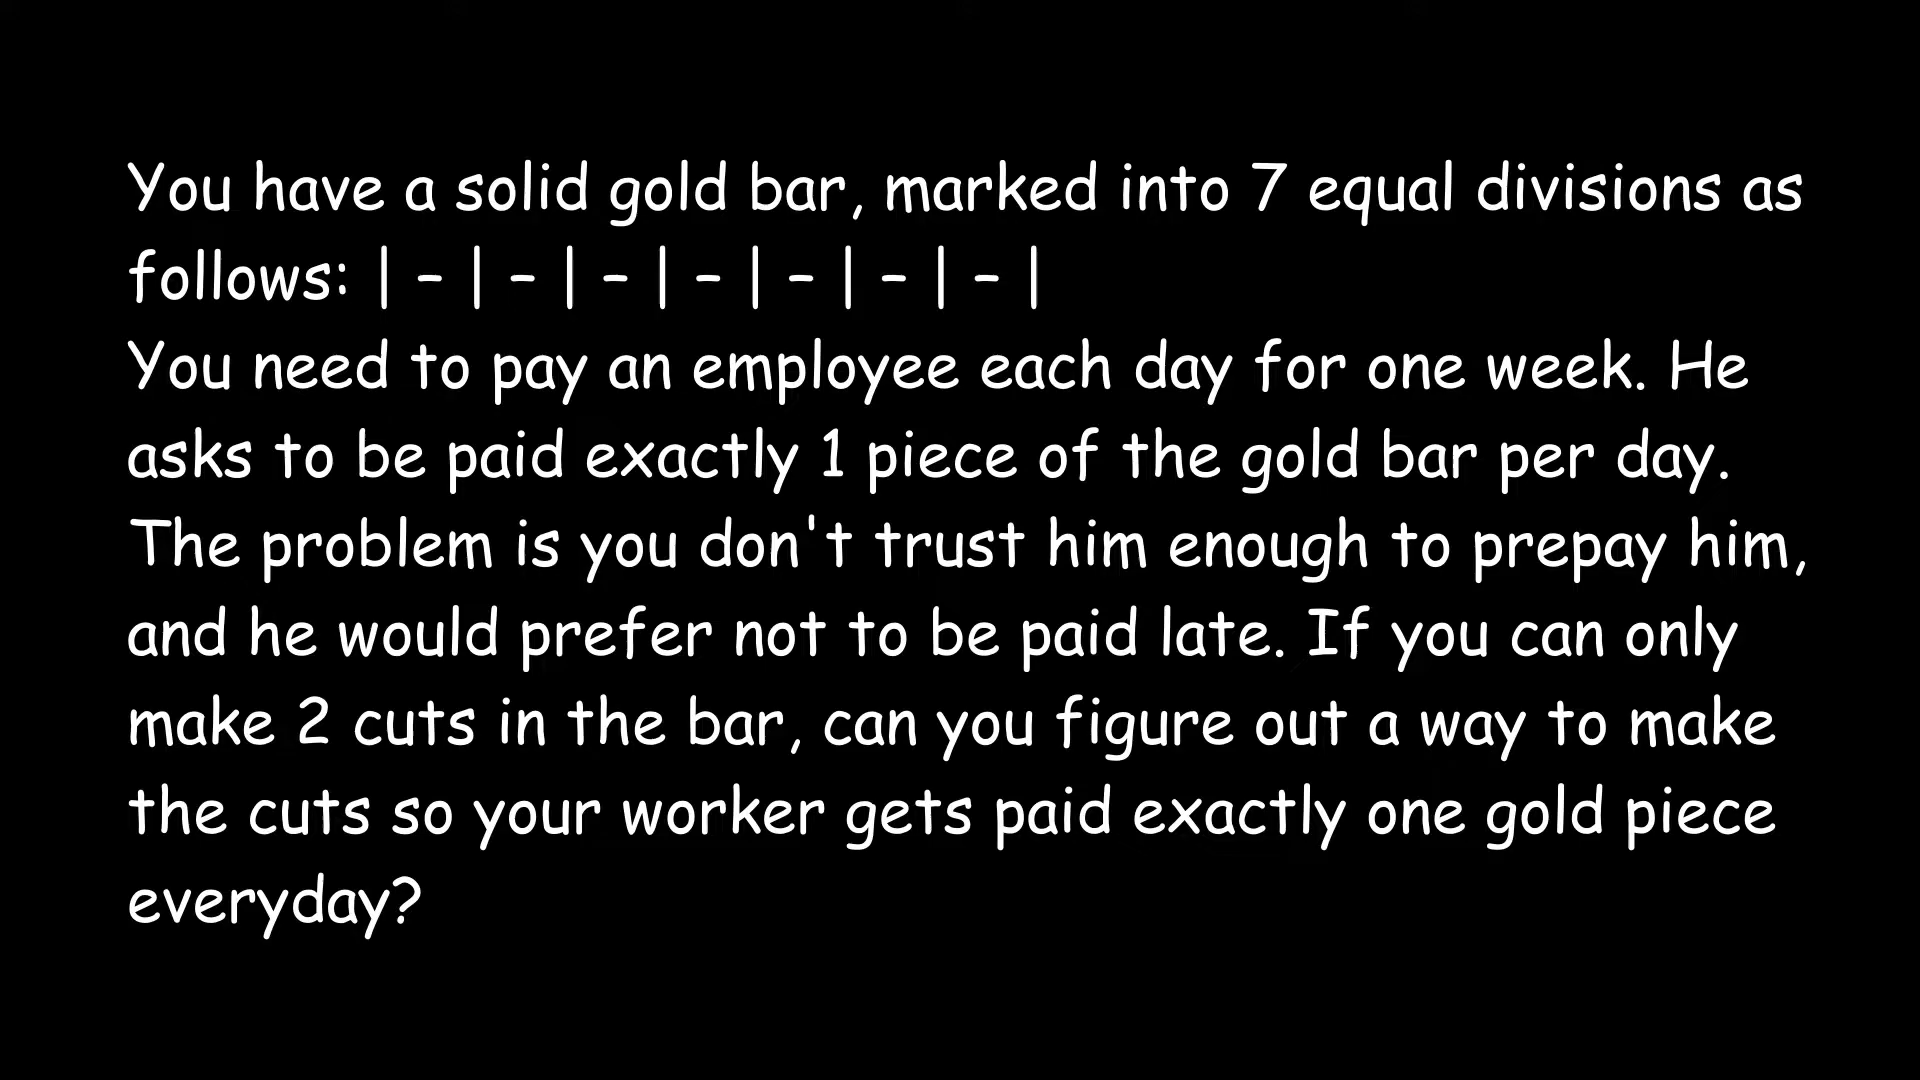 You have a solid gold bar, marked into 7 equal divisions as
follows: | – | – | – | – | – | – | – |
You need to pay an employee each day for one week. He
asks to be paid exactly 1 piece of the gold bar per day.
The problem is you don't trust him enough to prepay him,
and he would prefer not to be paid late. If you can only
make 2 cuts in the bar, can you figure out a way to make
the cuts so your worker gets paid exactly one gold piece
everyday?